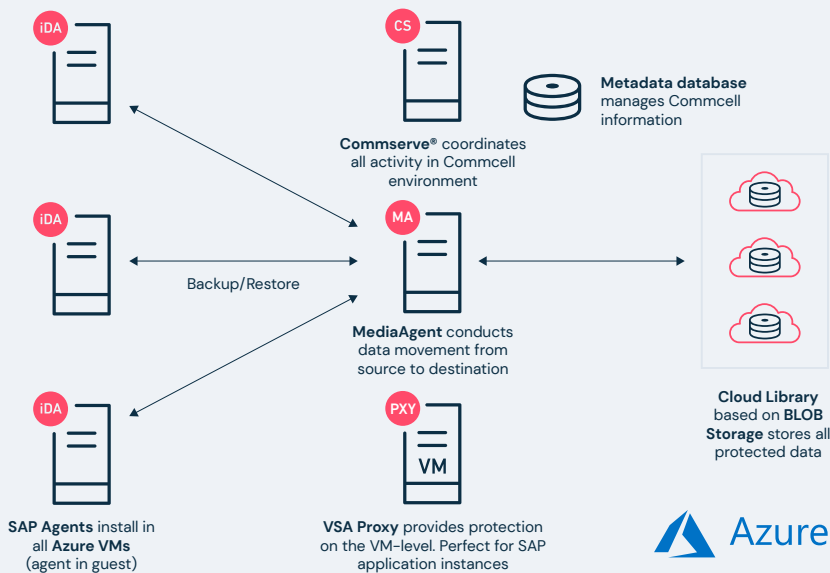 iDA
CS
Metadata database
manages Commcell
information
Commserve® coordinates
all activity in Commcell
environment
iDA
MA
Backup/Restore
MediaAgent conducts
data movement from
source to destination
Cloud Library
based on BLOB
Storage stores all
protected data
iDA
PXY
VM
SAP Agents install in
all Azure VMs
(agent in guest)
VSA Proxy provides protection
on the VM-level. Perfect for SAP
application instances
Azure